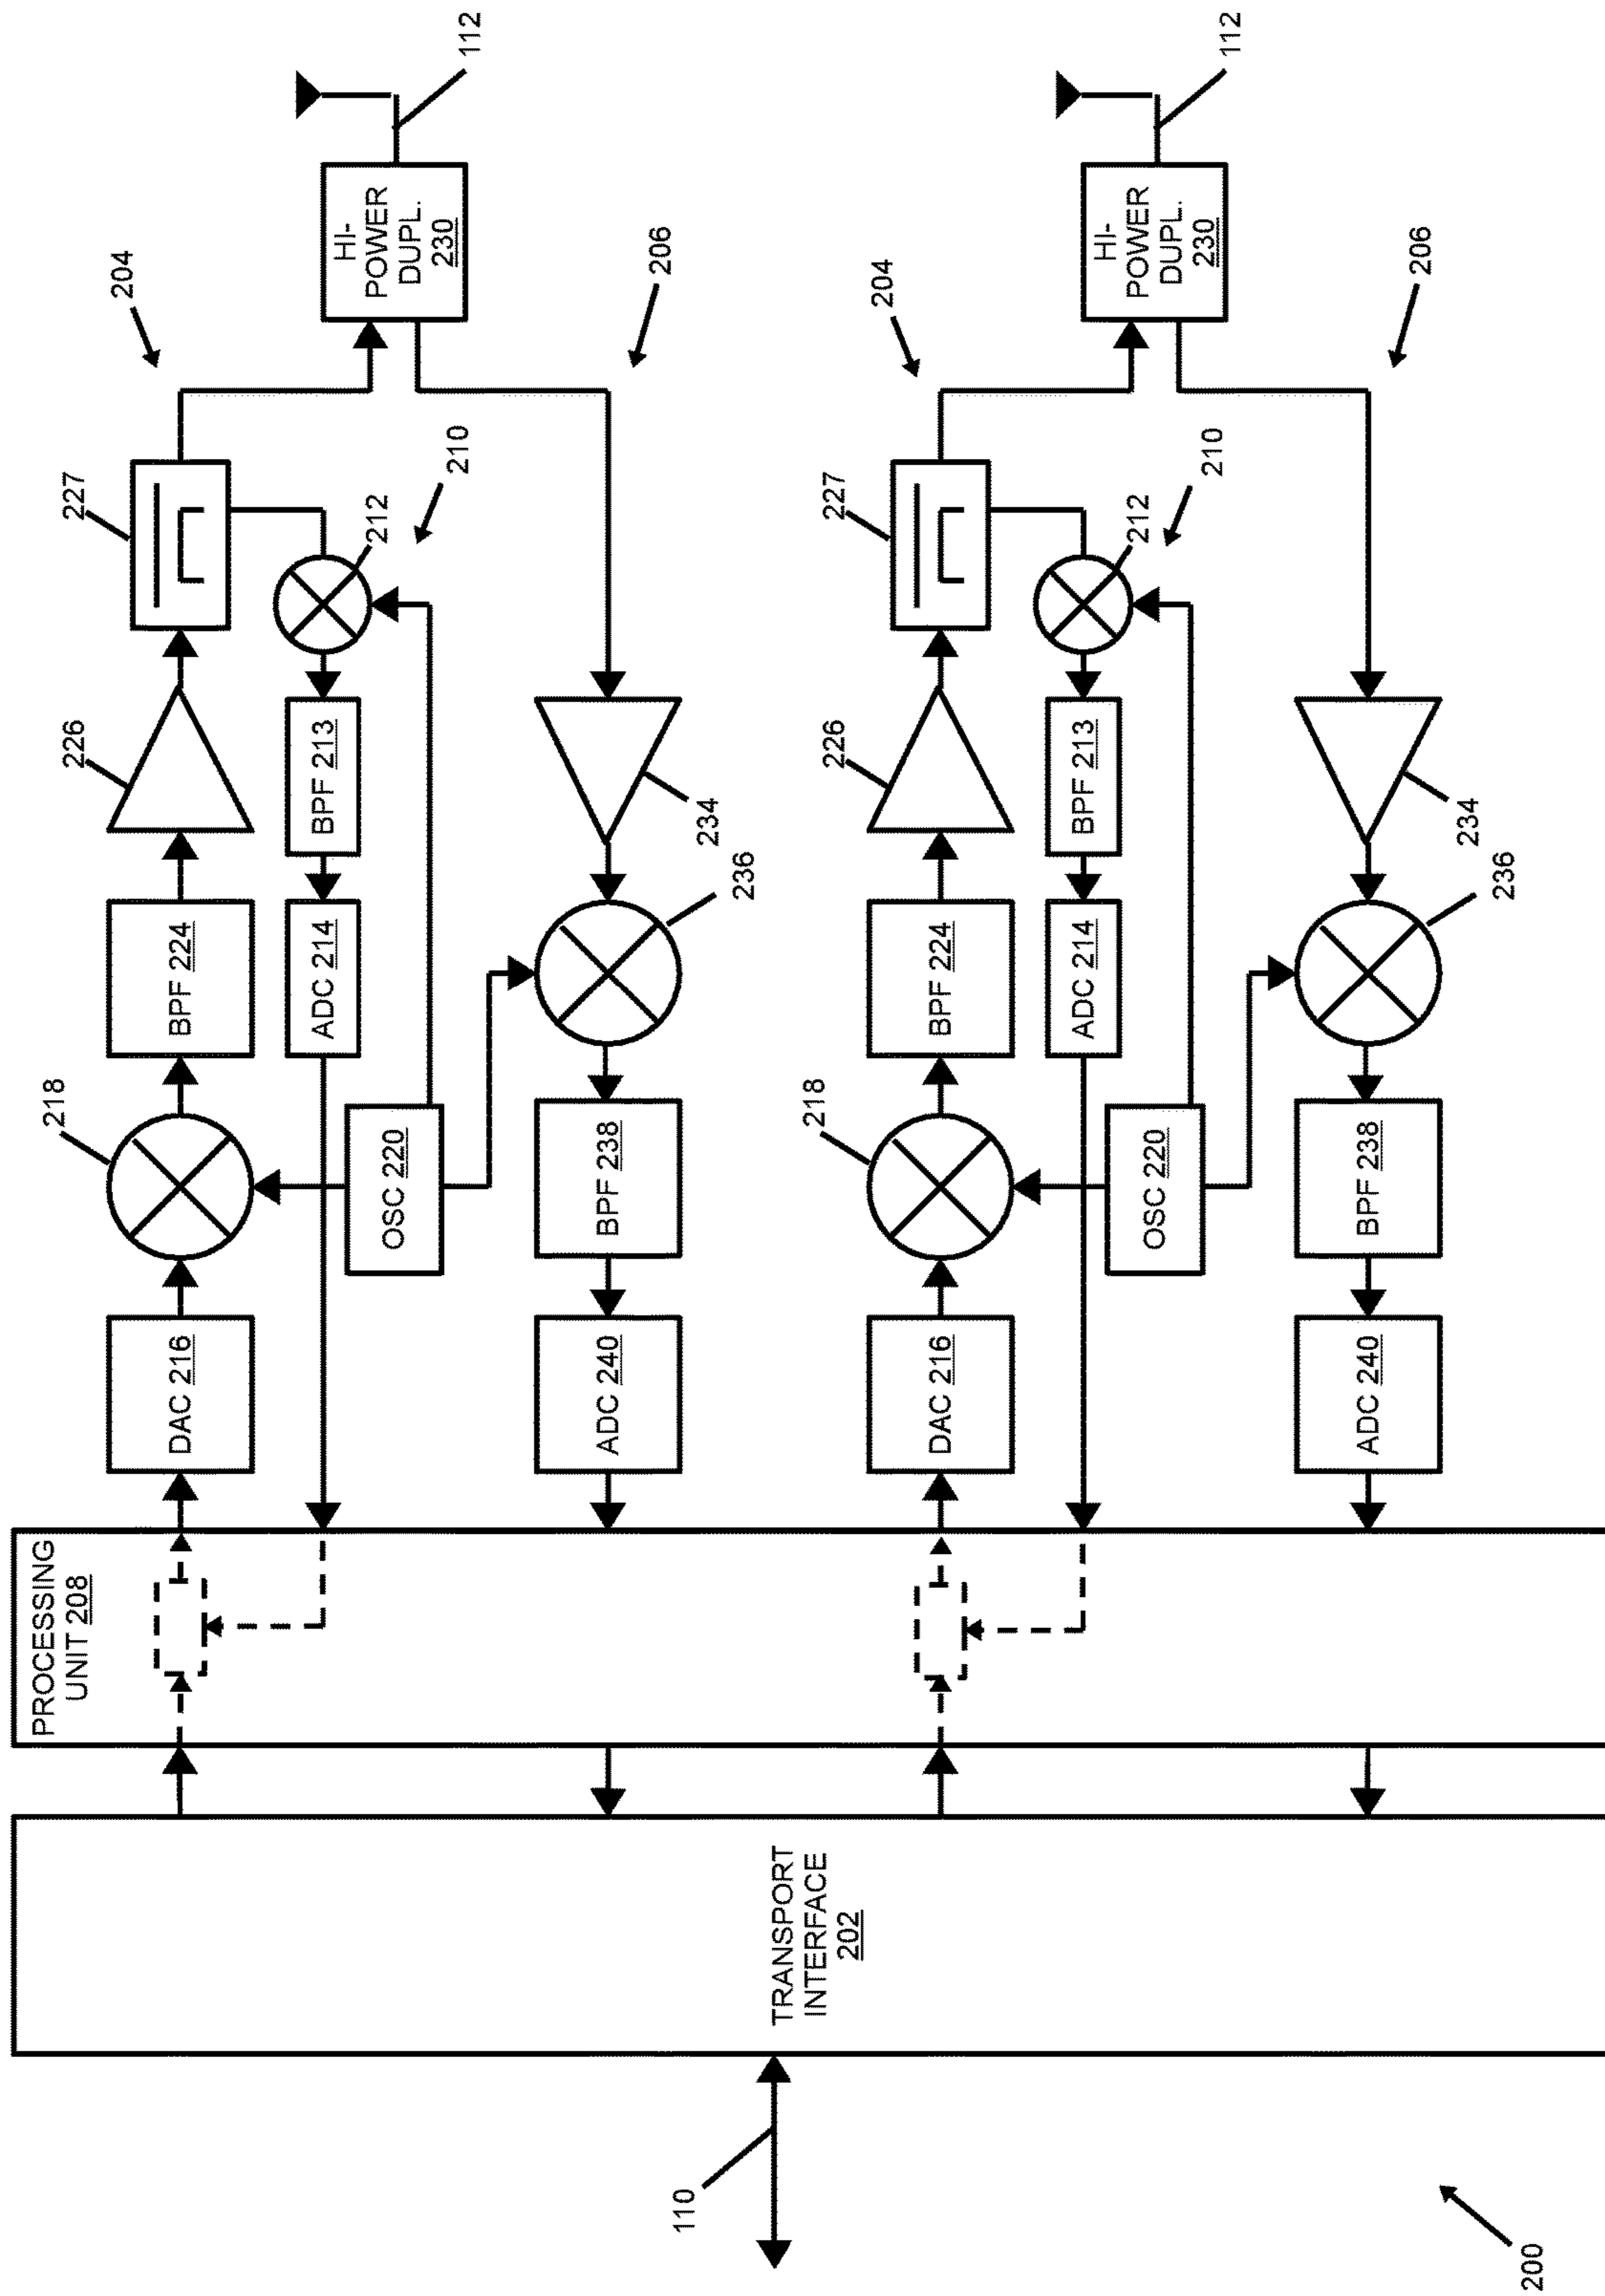 PROCESSING
UNIT 208
218
226
227
204
DAC 216
BPF 224
ADC 214
BPF 213
212
210
112
HI-
POWER
DUPL.
230
OSC 220
ADC 240
BPF 238
236
234
206
110
TRANSPORT
INTERFACE
202
218
226
227
204
DAC 216
BPF 224
ADC 214
BPF 213
212
210
112
HI-
POWER
DUPL.
230
OSC 220
ADC 240
BPF 238
236
234
206
200